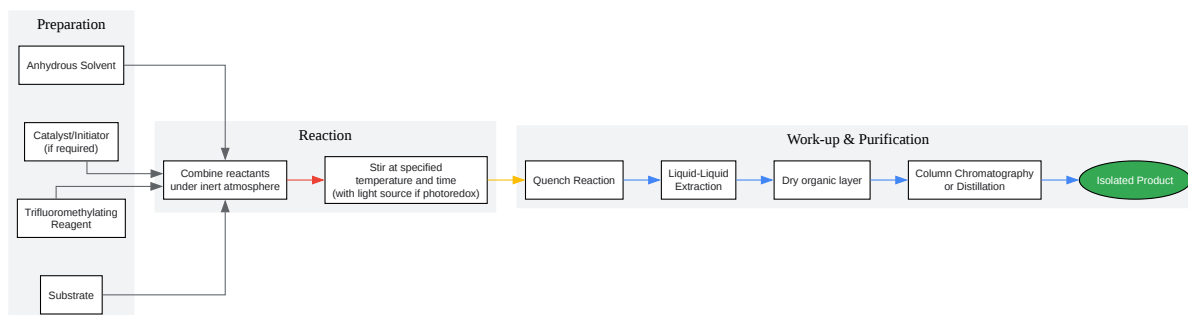 Preparation
Anhydrous Solvent
Catalyst/Initiator
(if required)
Trifluoromethylating
Reagent
Substrate
Reaction
Combine reactants
under inert atmosphere
Stir at specified
temperature and time
(with light source if photoredox)
Work-up & Purification
Quench Reaction
Liquid-Liquid
Extraction
Dry organic layer
Column Chromatography
or Distillation
Isolated Product